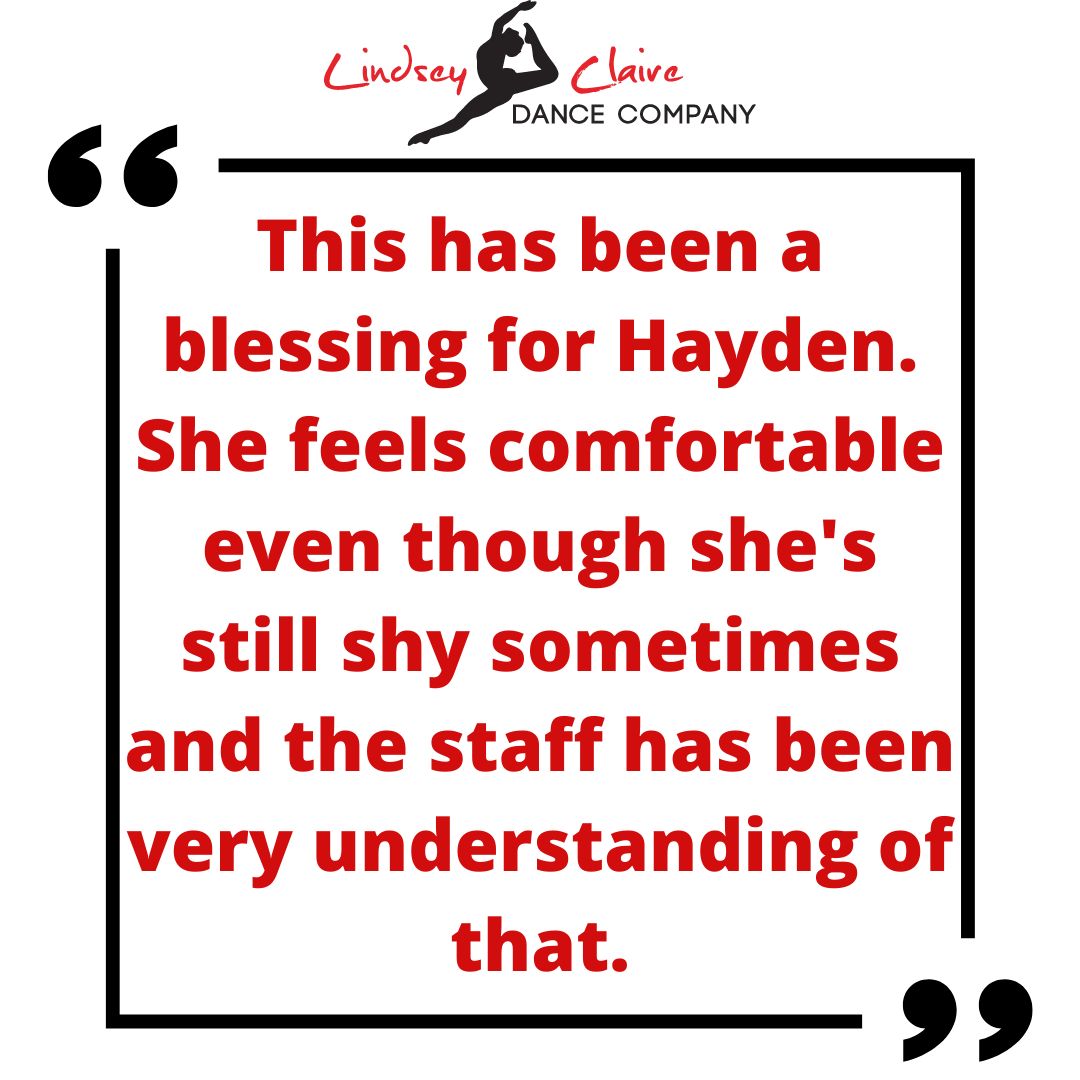 Lindsey Claire
DANCE COMPANY
“
This has been a
blessing for Hayden.
She feels comfortable
even though she's
still shy sometimes
and the staff has been
very understanding of
that.
”